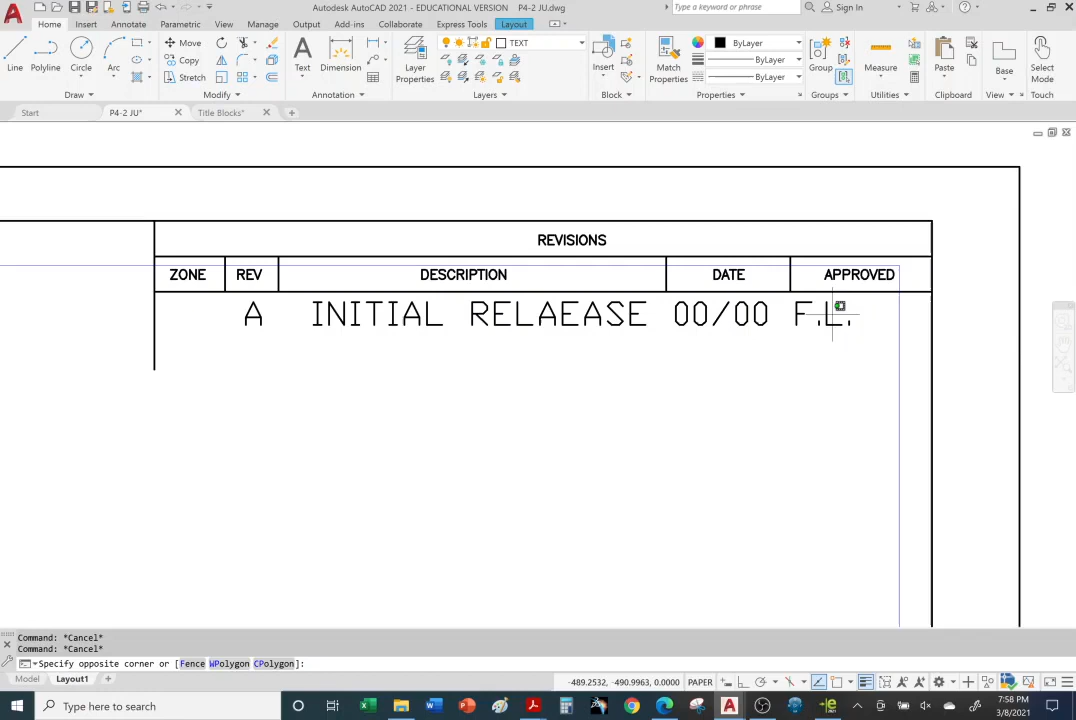 Autodesk AutoCAD 2021 - EDUCATIONAL VERSION P4-2 JU.dwg
Type a keyword or phrase
Sign In
Home Insert Annotate Parametric View Manage Output Add-ins Collaborate Express Tools Layout
Line Polyline Circle Arc
Move
Copy
Stretch
Text Dimension
Layer
Properties
TEXT
Insert
Match
Properties
ByLayer
ByLayer
ByLayer
Group
Measure
Paste
Base
Select
Mode
Draw Modify Annotation Layers Block Properties Groups Utilities Clipboard View Touch
Start P4-2 JU* Title Blocks*
REVISIONS
ZONE REV DESCRIPTION DATE APPROVED
A INITIAL RELAEASE 00/00 F.L.
Command: *Cancel*
Command: *Cancel*
Specify opposite corner or [Fence WPolygon CPolygon]:
Model Layout1 +
-489.2532, -490.9963, 0.0000 PAPER
Type here to search
7:58 PM
3/8/2021